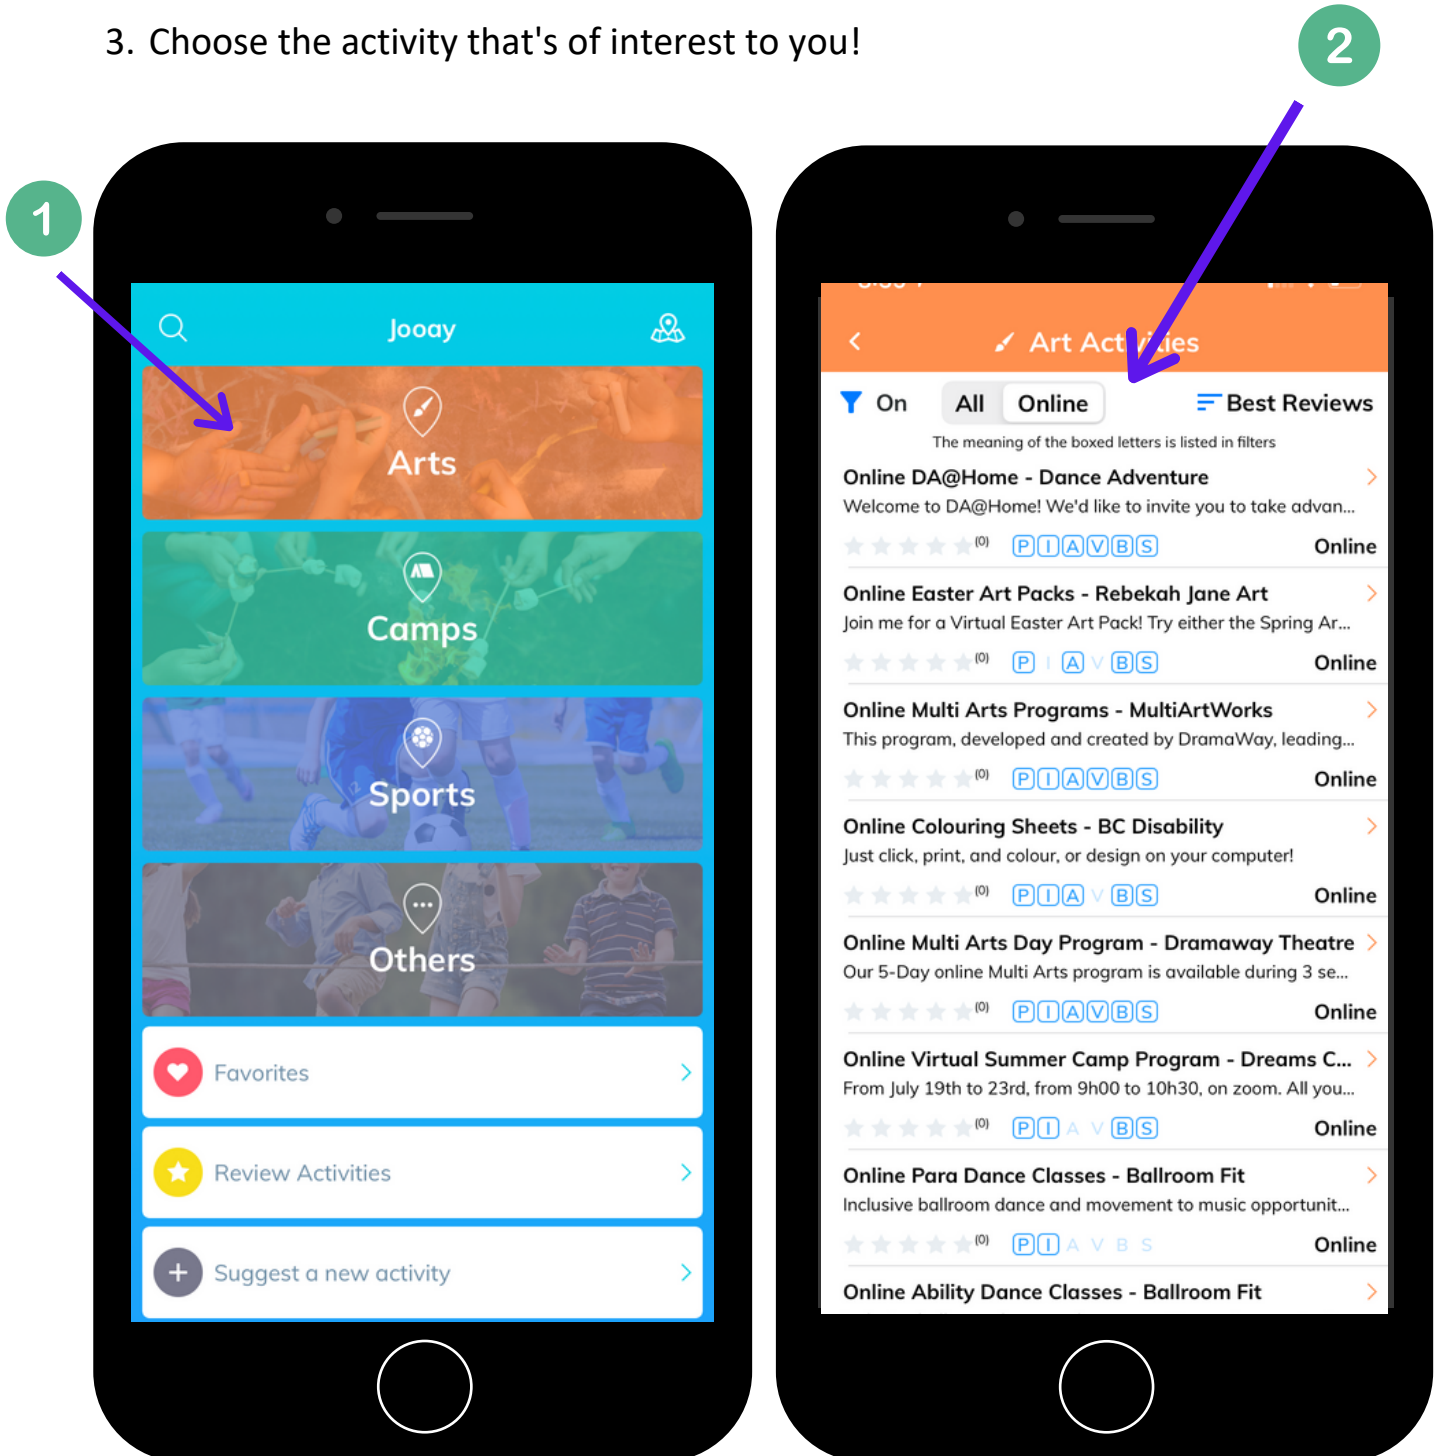 3. Choose the activity that's of interest to you!
2
1
Jooay
Arts
Camps
Sports
Others
Favorites
Review Activities
Suggest a new activity
Art Activities
On All Online Best Reviews
The meaning of the boxed letters is listed in filters
Online DA@Home - Dance Adventure
Welcome to DA@Home! We'd like to invite you to take advan...
(0) P I A V B S Online
Online Easter Art Packs - Rebekah Jane Art
Join me for a Virtual Easter Art Pack! Try either the Spring Ar...
(0) P I A V B S Online
Online Multi Arts Programs - MultiArtWorks
This program, developed and created by DramaWay, leading...
(0) P I A V B S Online
Online Colouring Sheets - BC Disability
Just click, print, and colour, or design on your computer!
(0) P I A V B S Online
Online Multi Arts Day Program - Dramaway Theatre
Our 5-Day online Multi Arts program is available during 3 se...
(0) P I A V B S Online
Online Virtual Summer Camp Program - Dreams C...
From July 19th to 23rd, from 9h00 to 10h30, on zoom. All you...
(0) P I A V B S Online
Online Para Dance Classes - Ballroom Fit
Inclusive ballroom dance and movement to music opportunit...
(0) P I A V B S Online
Online Ability Dance Classes - Ballroom Fit